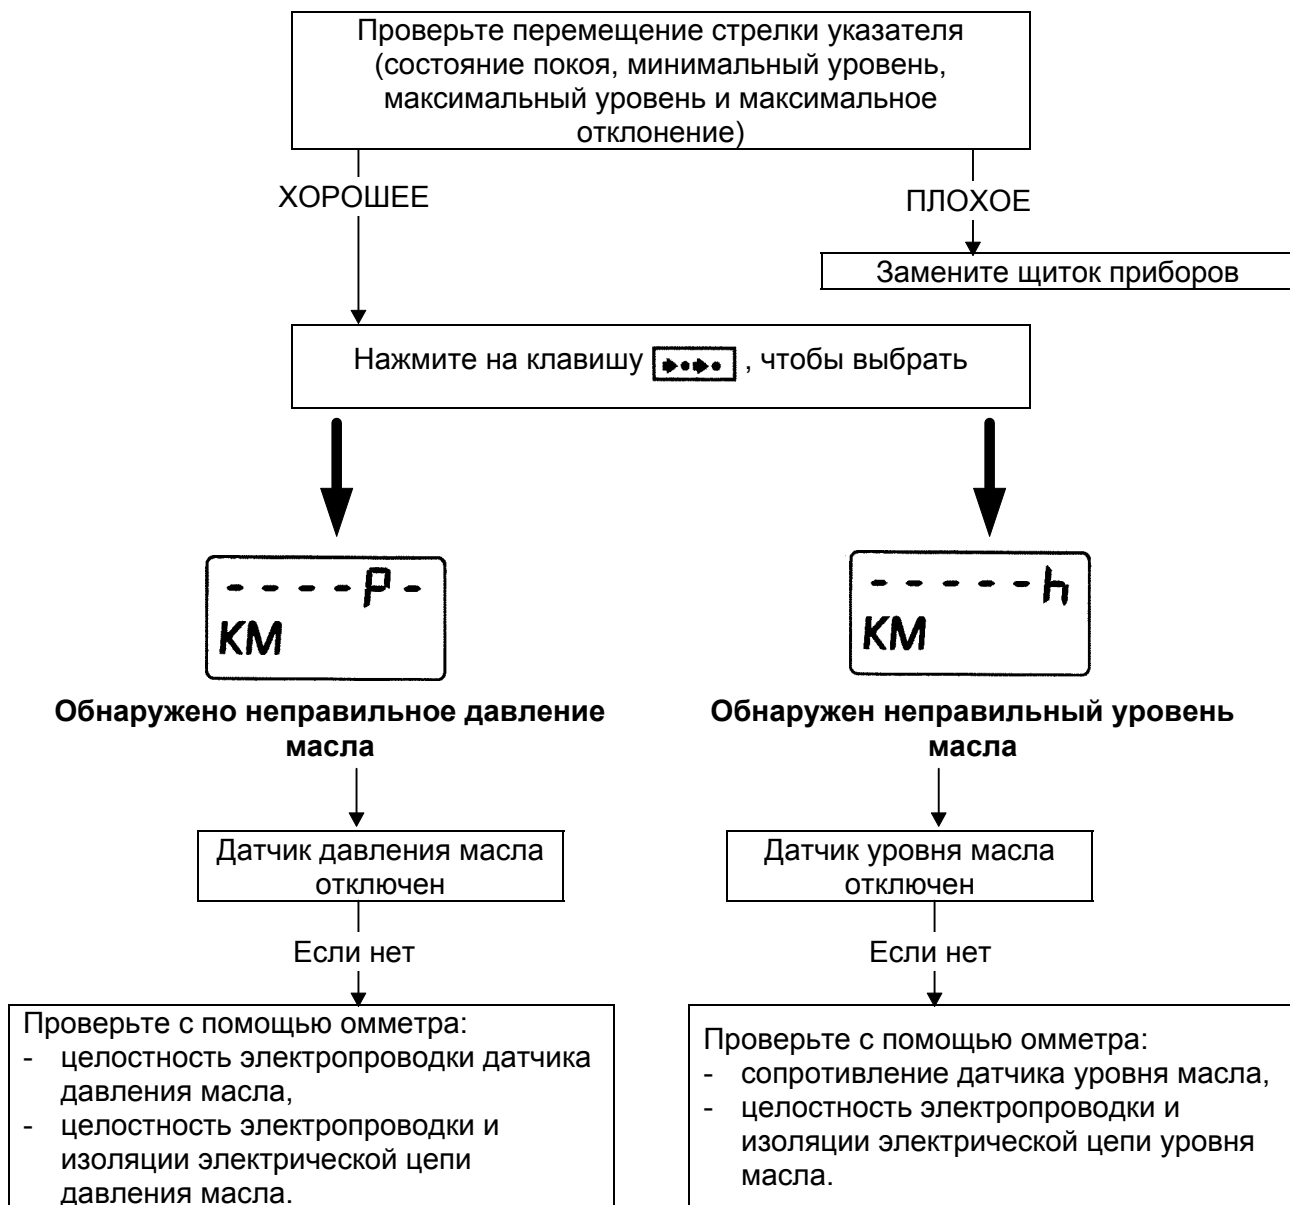 Проверьте перемещение стрелки указателя
(состояние покоя, минимальный уровень,
максимальный уровень и максимальное
отклонение)
ХОРОШЕЕ
ПЛОХОЕ
Замените щиток приборов
Нажмите на клавишу , чтобы выбрать
- - - - P -
KM
- - - - - h
KM
Обнаружено неправильное давление
масла
Обнаружен неправильный уровень
масла
Датчик давления масла
отключен
Датчик уровня масла
отключен
Если нет
Если нет
Проверьте с помощью омметра:
- целостность электропроводки датчика
давления масла,
- целостность электропроводки и
изоляции электрической цепи
давления масла.
Проверьте с помощью омметра:
- сопротивление датчика уровня масла,
- целостность электропроводки и
изоляции электрической цепи уровня
масла.